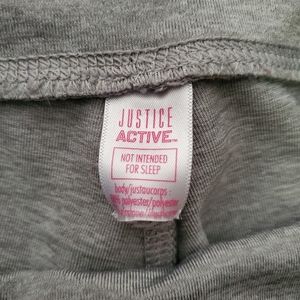 JUSTICE
ACTIVE™
NOT INTENDED
FOR SLEEP
body/justaucorps :
polyester/polyester